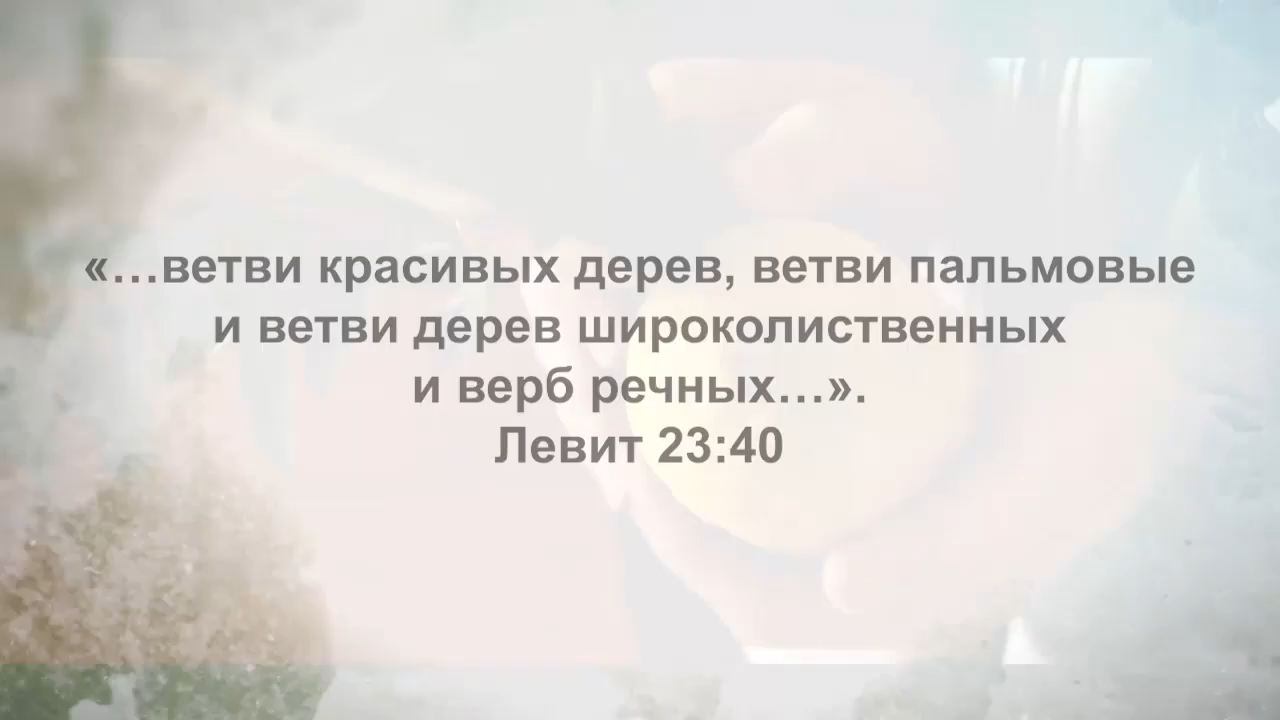 «…ветви красивых дерев, ветви пальмовые
и ветви дерев широколиственных
и верб речных…».
Левит 23:40